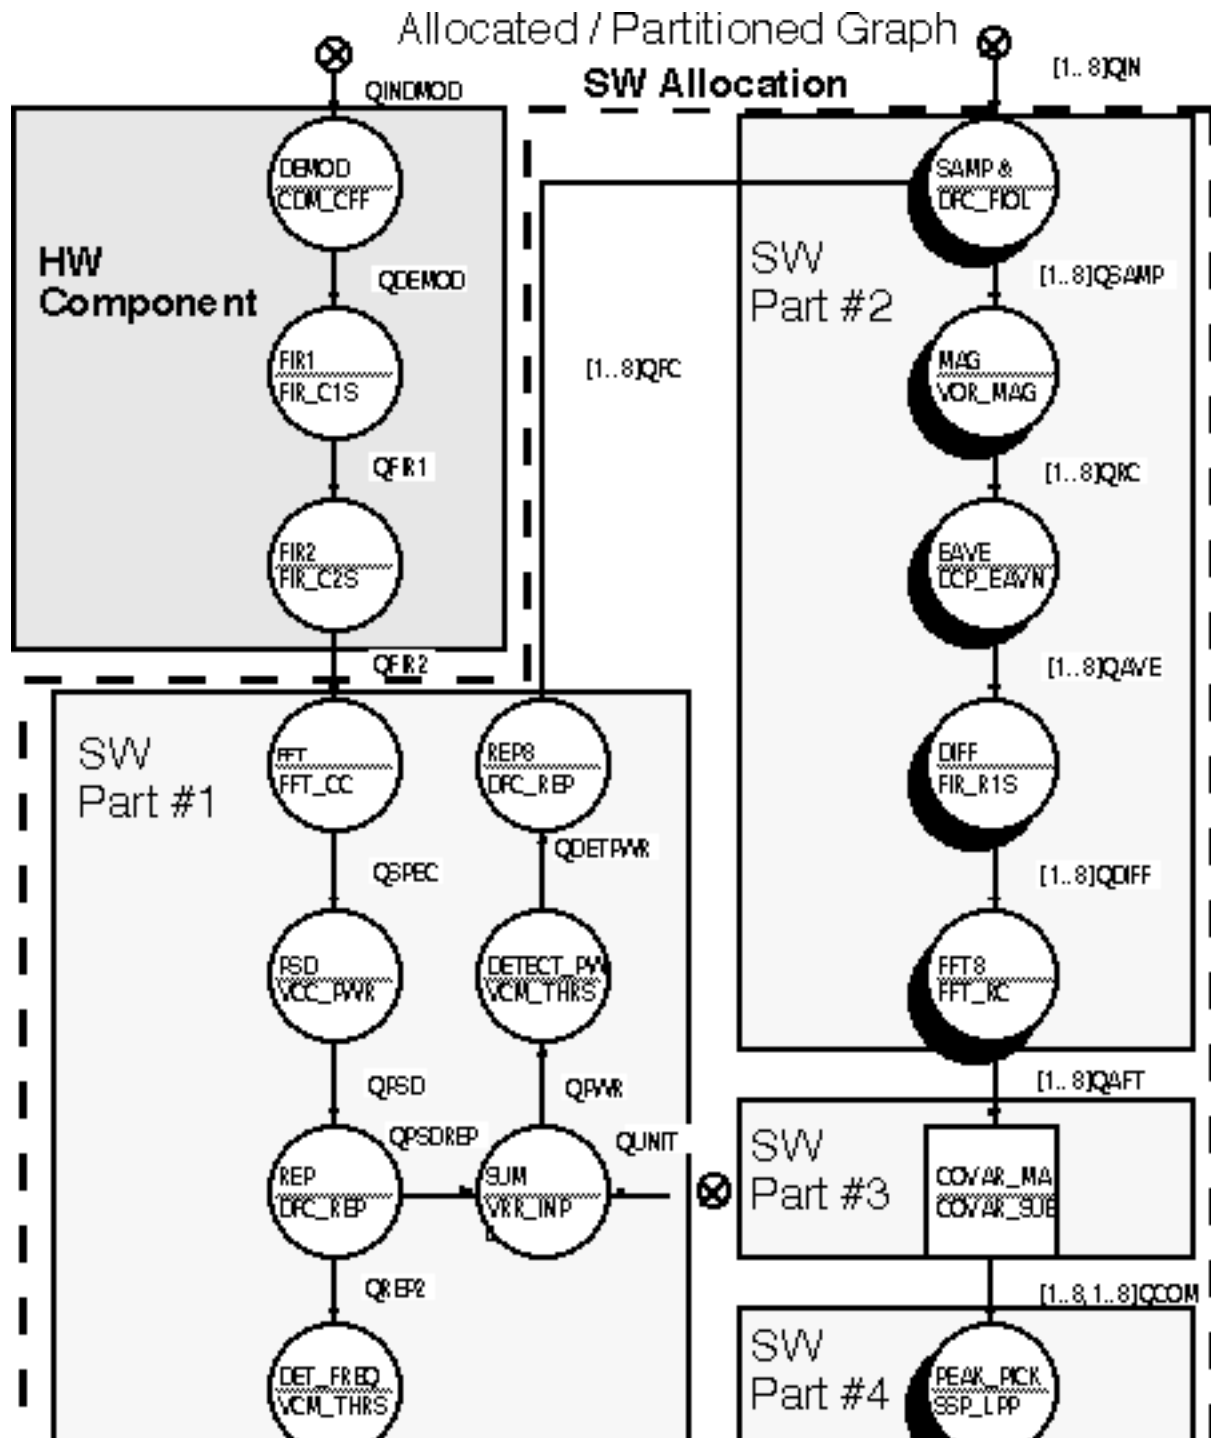 Allocated / Partitioned Graph
SW Allocation
[1..8]QIN
QINDMOD
DEMOD
CDM_CFF
HW
Component
QDEMOD
FIR1
FIR_C1S
QFIR1
FIR2
FIR_C2S
QFIR2
[1..8]QFC
SW
Part #2
SAMP &
DFC_FIOL
[1..8]QSAMP
MAG
VOR_MAG
[1..8]QRC
EAVE
DCP_EAVN
[1..8]QAVE
DIFF
FIR_R1S
[1..8]QDIFF
FFT8
FFT_RC
[1..8]QAFT
SW
Part #1
FFT
FFT_CC
QSPEC
PSD
VCC_PWR
QPSD
REP
DFC_REP
QPSDREP
QREP2
DET_FREQ
VCM_THRS
REP8
DFC_REP
QDETPWR
DETECT_PW
VCM_THRS
QPWR
SUM
VRR_INP
QUNIT
SW
Part #3
COVAR_MA
COVAR_SUB
[1..8,1..8]QCOM
SW
Part #4
PEAK_PICK
SSP_LPP